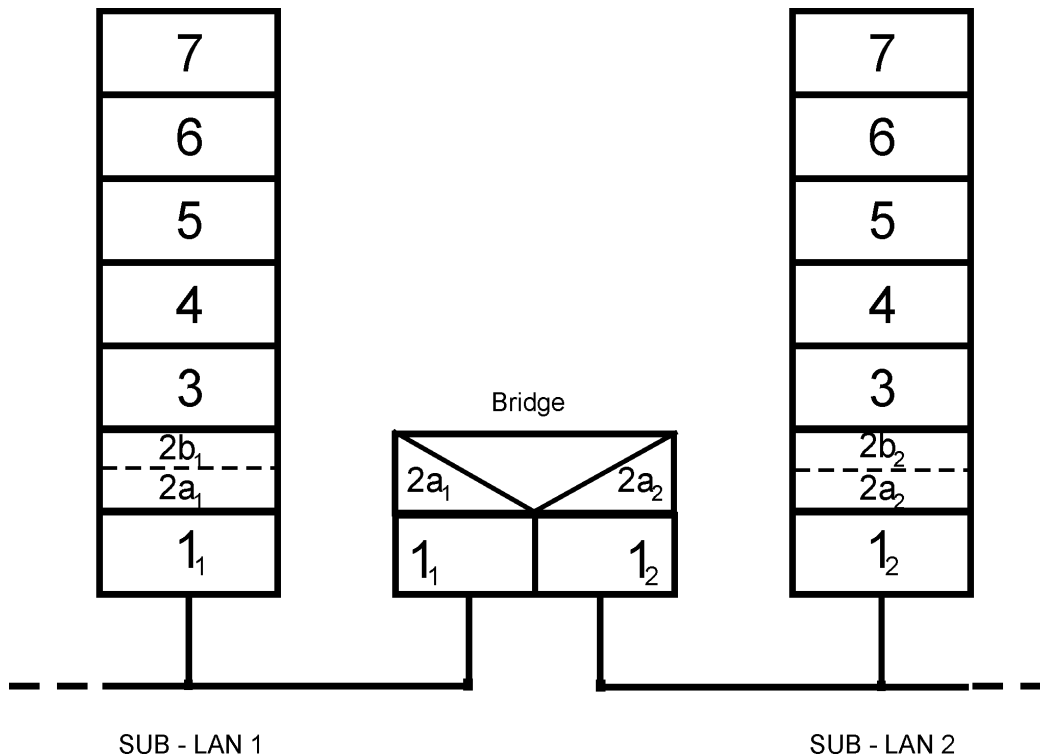 7
6
5
4
3
2b₁
2a₁
1₁
Bridge
2a₁ 2a₂
1₁ 1₂
7
6
5
4
3
2b₂
2a₂
1₂
SUB - LAN 1
SUB - LAN 2